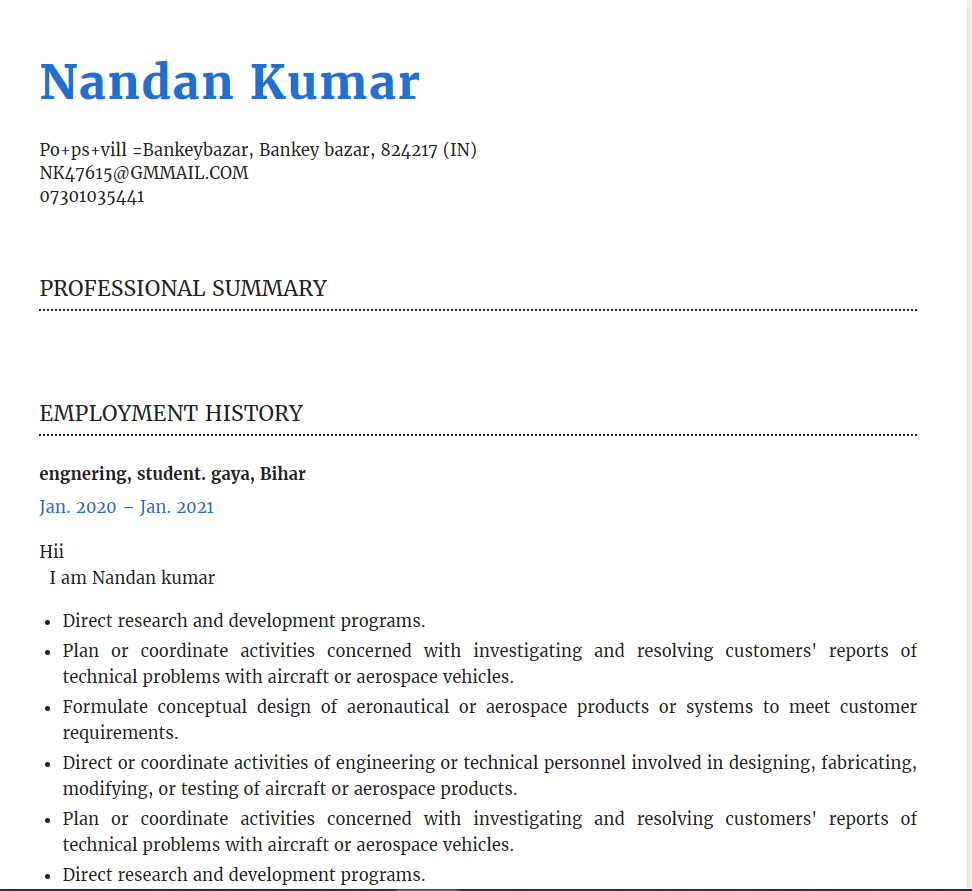 Nandan Kumar
Po+ps+vill =Bankeybazar, Bankey bazar, 824217 (IN)
NK47615@GMMAIL.COM
07301035441
PROFESSIONAL SUMMARY
EMPLOYMENT HISTORY
engnering, student. gaya, Bihar
Jan. 2020 – Jan. 2021
Hii
I am Nandan kumar
• Direct research and development programs.
• Plan or coordinate activities concerned with investigating and resolving customers' reports of
technical problems with aircraft or aerospace vehicles.
• Formulate conceptual design of aeronautical or aerospace products or systems to meet customer
requirements.
• Direct or coordinate activities of engineering or technical personnel involved in designing, fabricating,
modifying, or testing of aircraft or aerospace products.
• Plan or coordinate activities concerned with investigating and resolving customers' reports of
technical problems with aircraft or aerospace vehicles.
• Direct research and development programs.